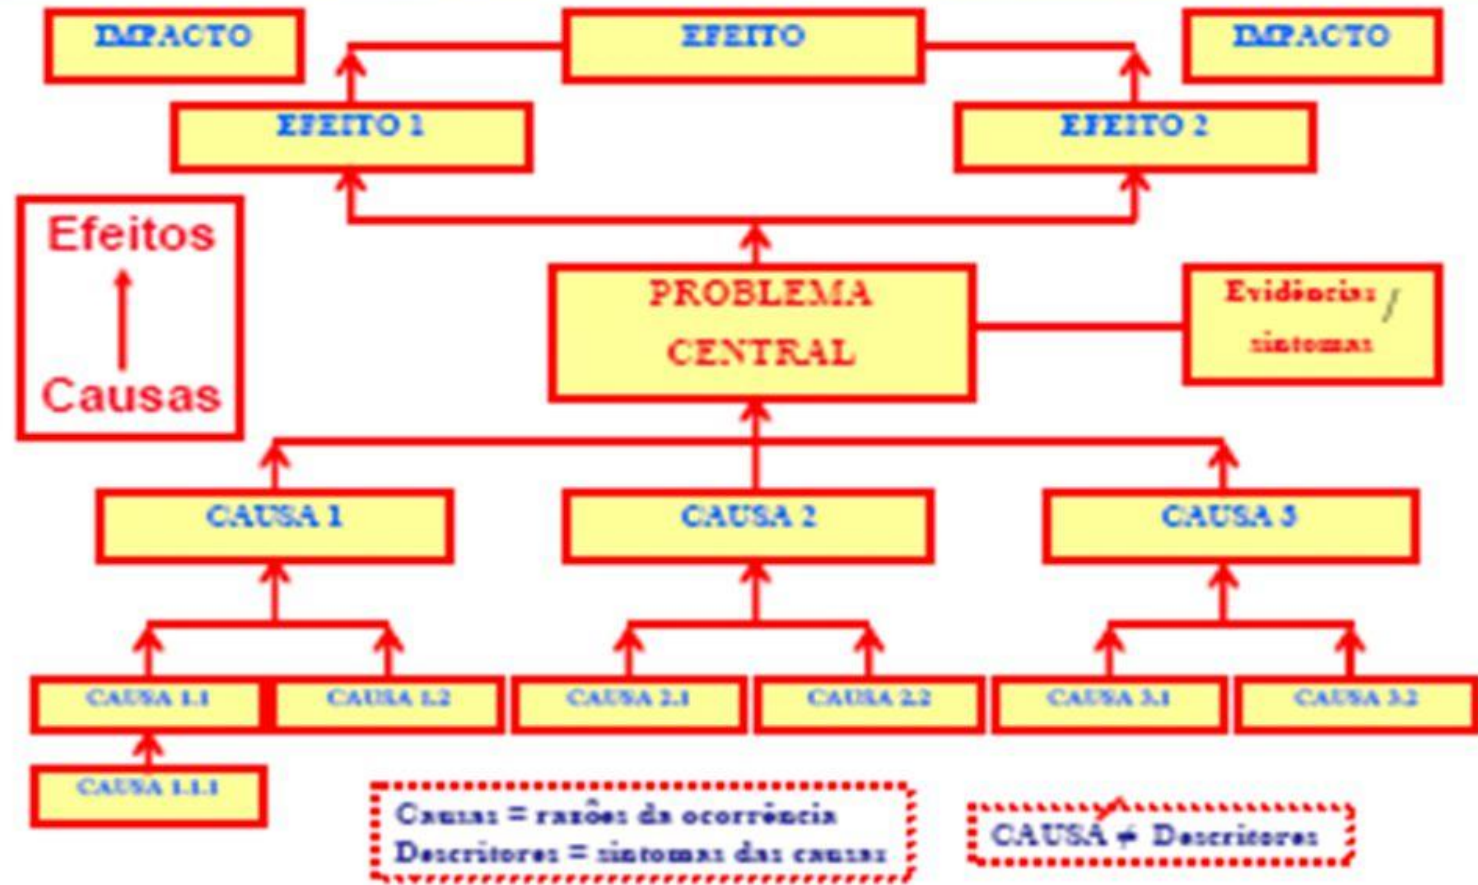 IMPACTO
EFEITO
IMPACTO
EFEITO 1
EFEITO 2
Efeitos
Causas
PROBLEMA
CENTRAL
Evidências /
sintomas
CAUSA 1
CAUSA 2
CAUSA 3
CAUSA 1.1
CAUSA 1.2
CAUSA 2.1
CAUSA 2.2
CAUSA 3.1
CAUSA 3.2
CAUSA 1.1.1
Causas = razões da ocorrência
Descritores = sintomas das causas
CAUSA ≠ Descritores